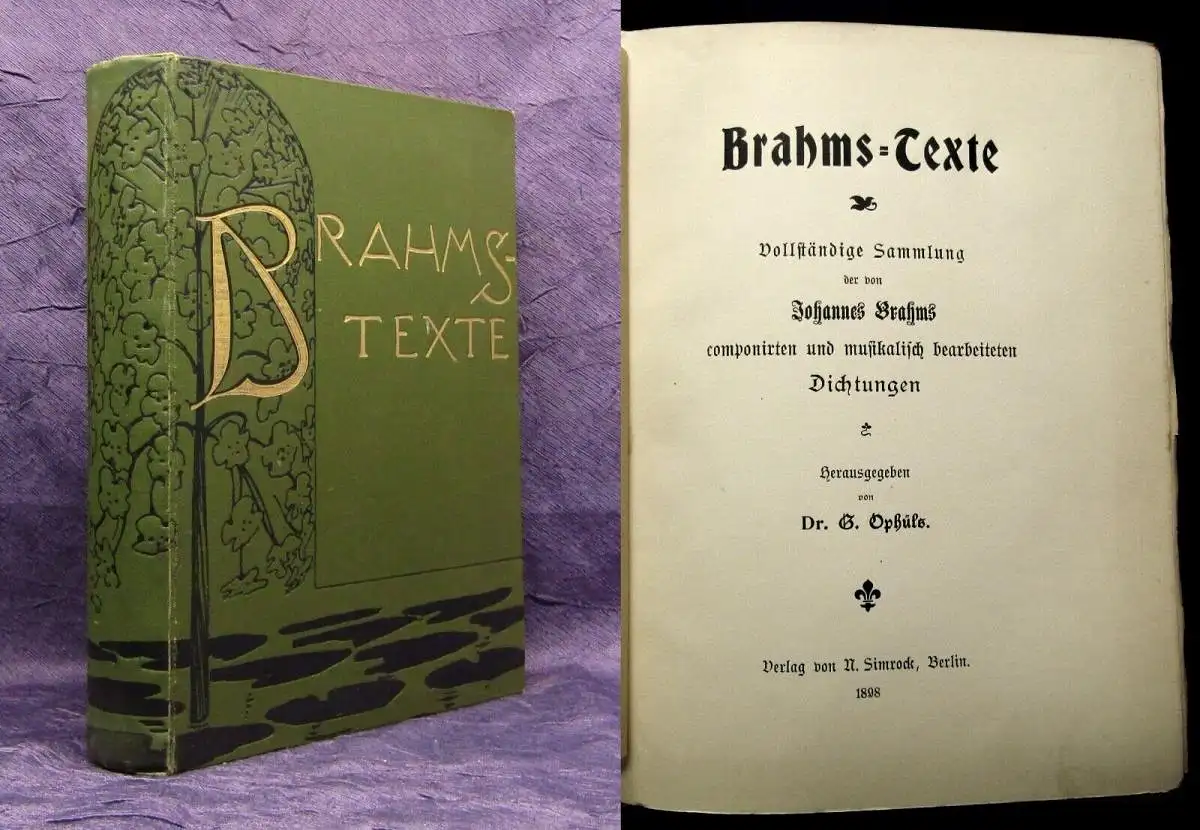 BRAHMS-
TEXTE
Brahms=Texte
Vollständige Sammlung
der von
Johannes Brahms
componirten und musikalisch bearbeiteten
Dichtungen
Herausgegeben
von
Dr. G. Ophüls.
Verlag von N. Simrock, Berlin.
1898